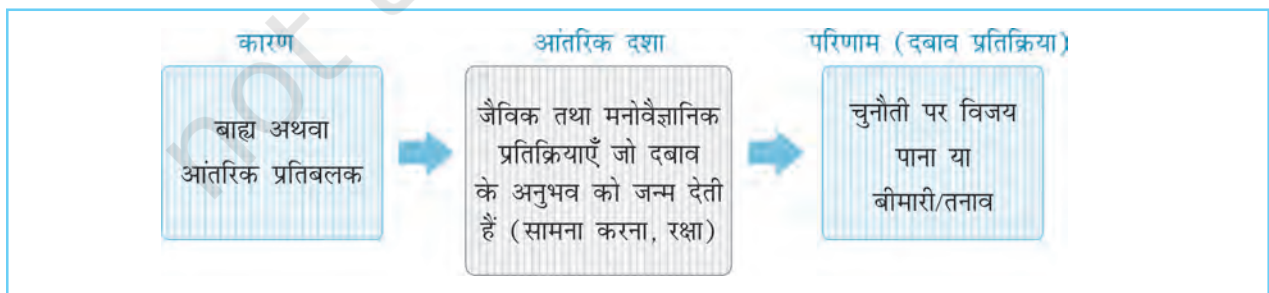 कारण
आंतरिक दशा
परिणाम (दबाव प्रतिक्रिया)
बाह्य अथवा
आंतरिक प्रतिबलक
जैविक तथा मनोवैज्ञानिक
प्रतिक्रियाएँ जो दबाव
के अनुभव को जन्म देती
हैं (सामना करना, रक्षा)
चुनौती पर विजय
पाना या
बीमारी/तनाव
not